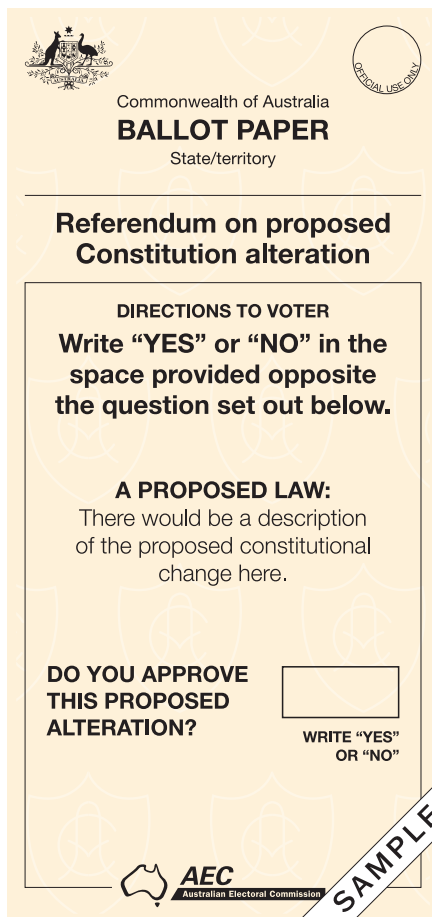 AUSTRALIA
OFFICIAL USE ONLY
Commonwealth of Australia
BALLOT PAPER
State/territory
Referendum on proposed
Constitution alteration
DIRECTIONS TO VOTER
Write “YES” or “NO” in the
space provided opposite
the question set out below.
A PROPOSED LAW:
There would be a description
of the proposed constitutional
change here.
DO YOU APPROVE
THIS PROPOSED
ALTERATION?
WRITE “YES”
OR “NO”
AEC
Australian Electoral Commission
SAMPLE